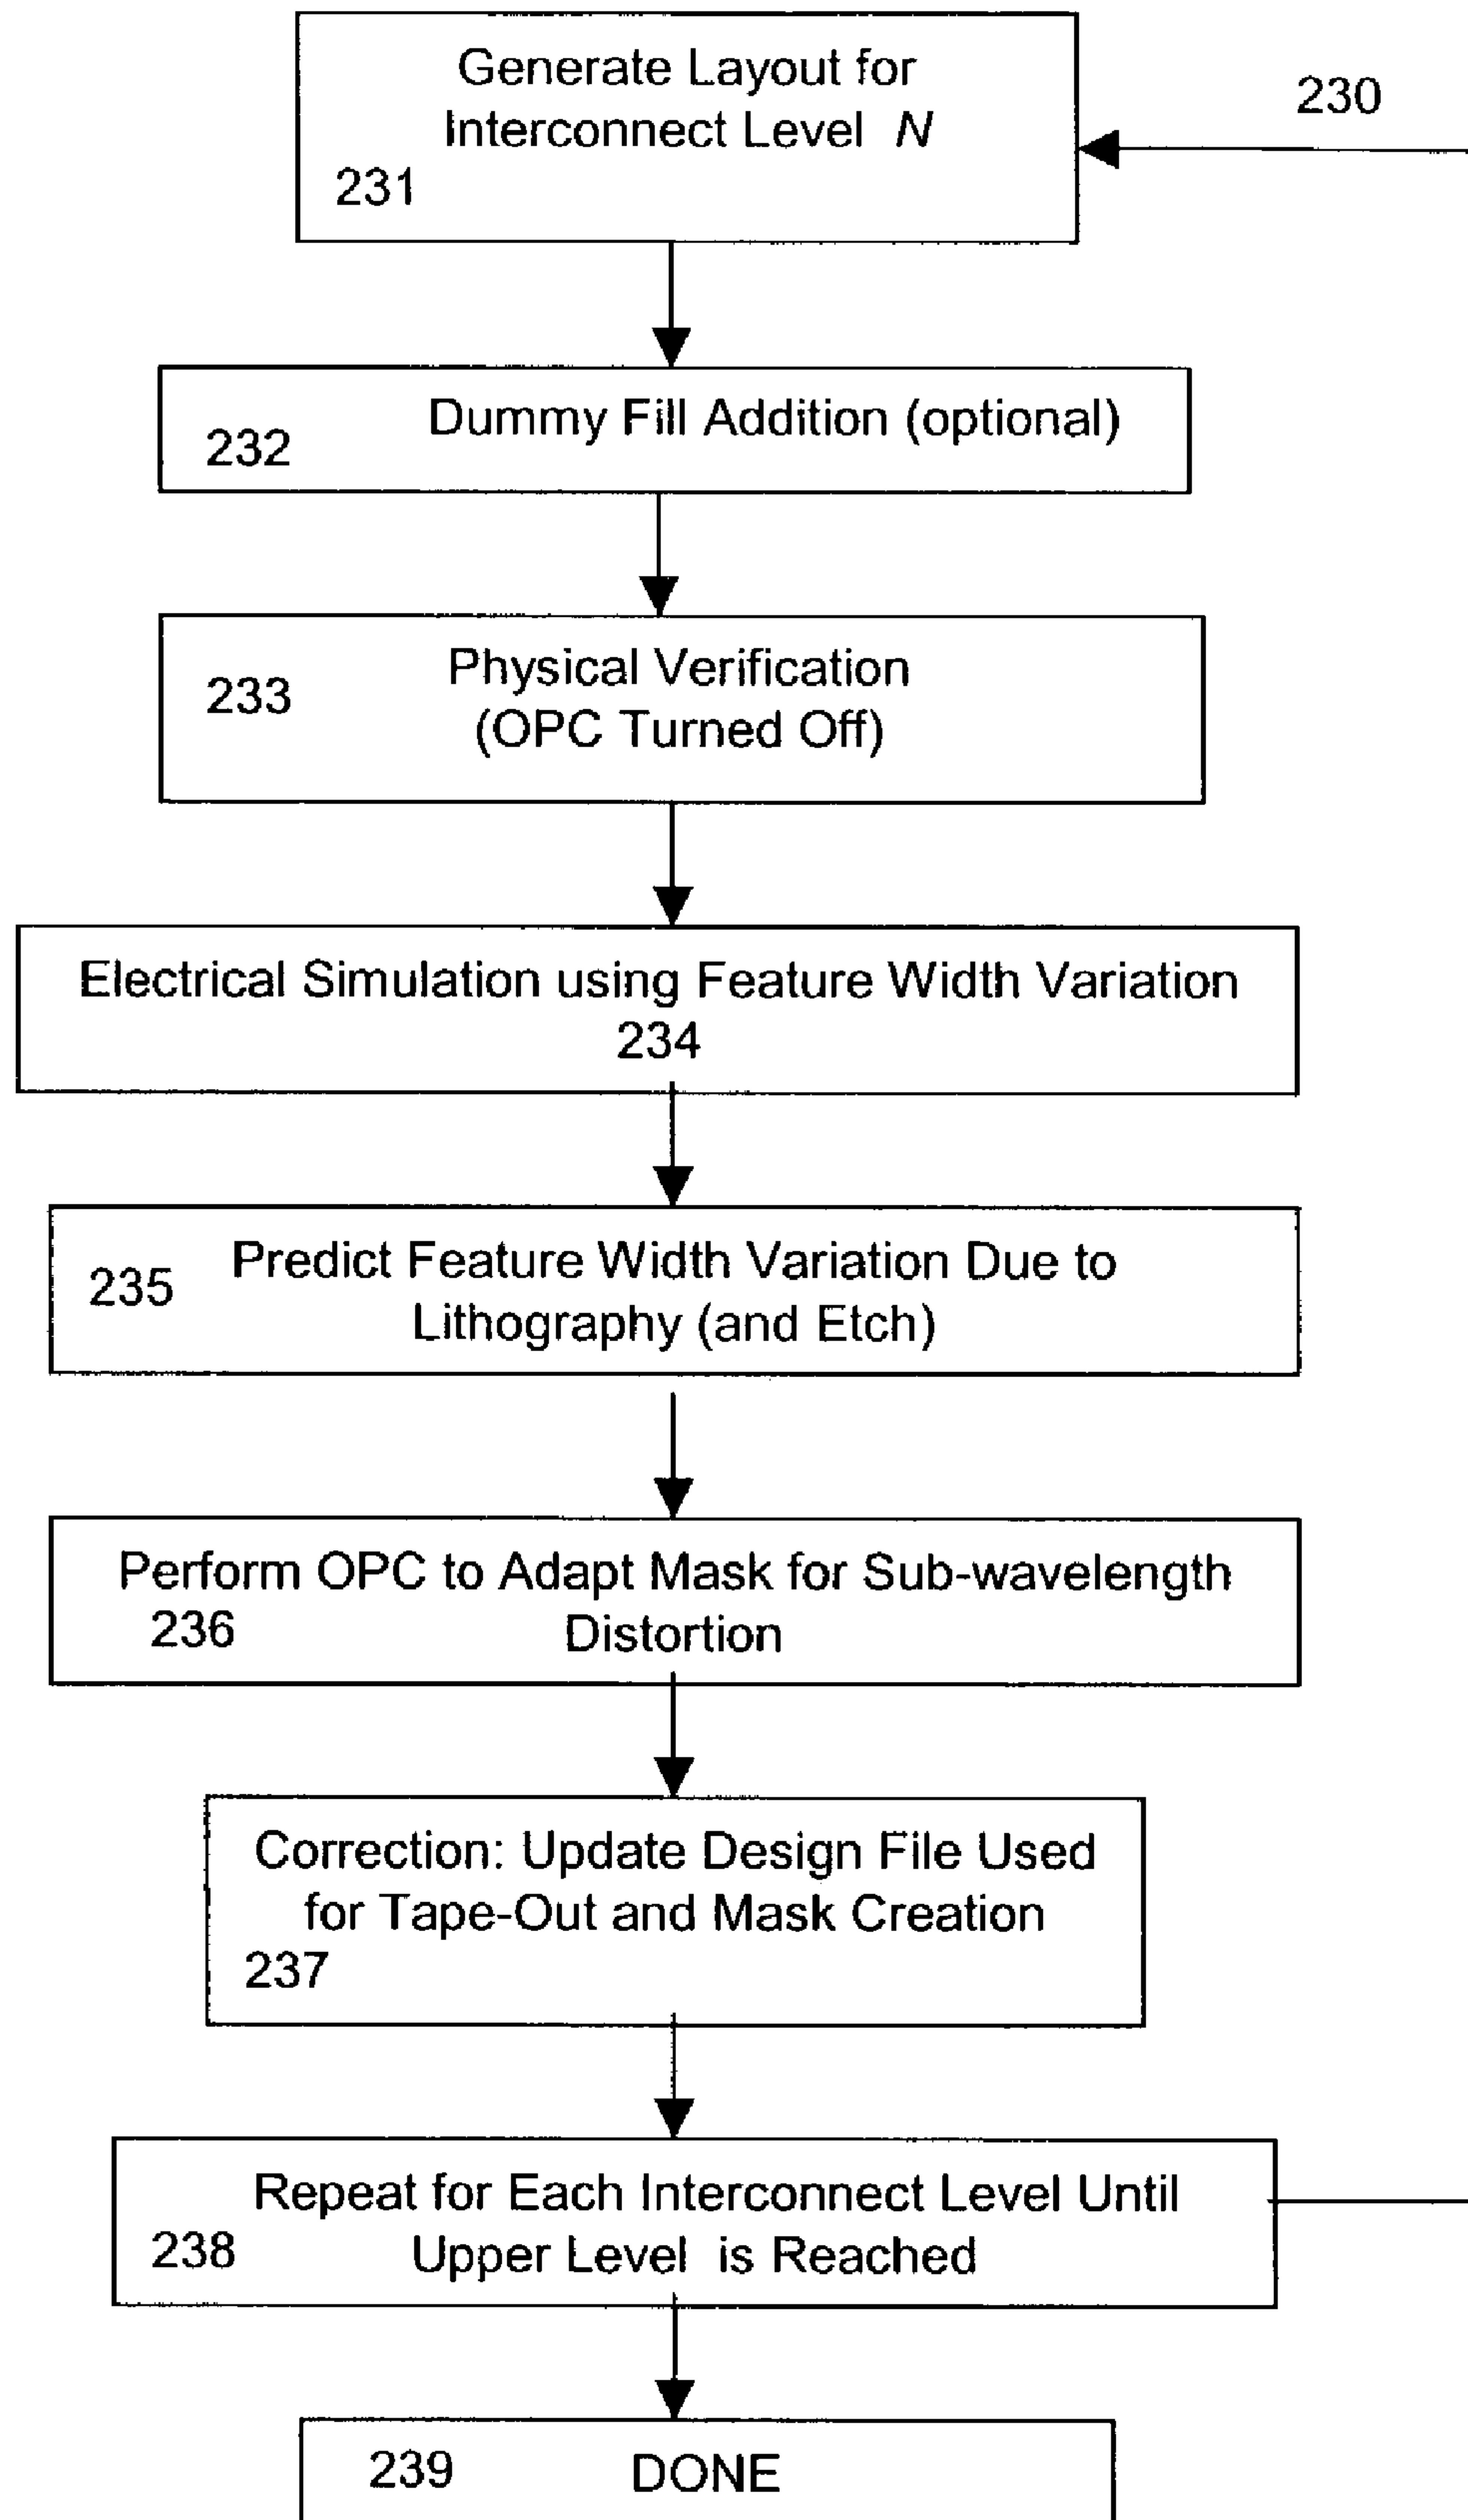 Generate Layout for
Interconnect Level N
231
230
Dummy Fill Addition (optional)
232
Physical Verification
233
(OPC Turned Off)
Electrical Simulation using Feature Width Variation
234
Predict Feature Width Variation Due to
235
Lithography (and Etch)
Perform OPC to Adapt Mask for Sub-wavelength
236 Distortion
Correction: Update Design File Used
for Tape-Out and Mask Creation
237
Repeat for Each Interconnect Level Until
238 Upper Level is Reached
239 DONE